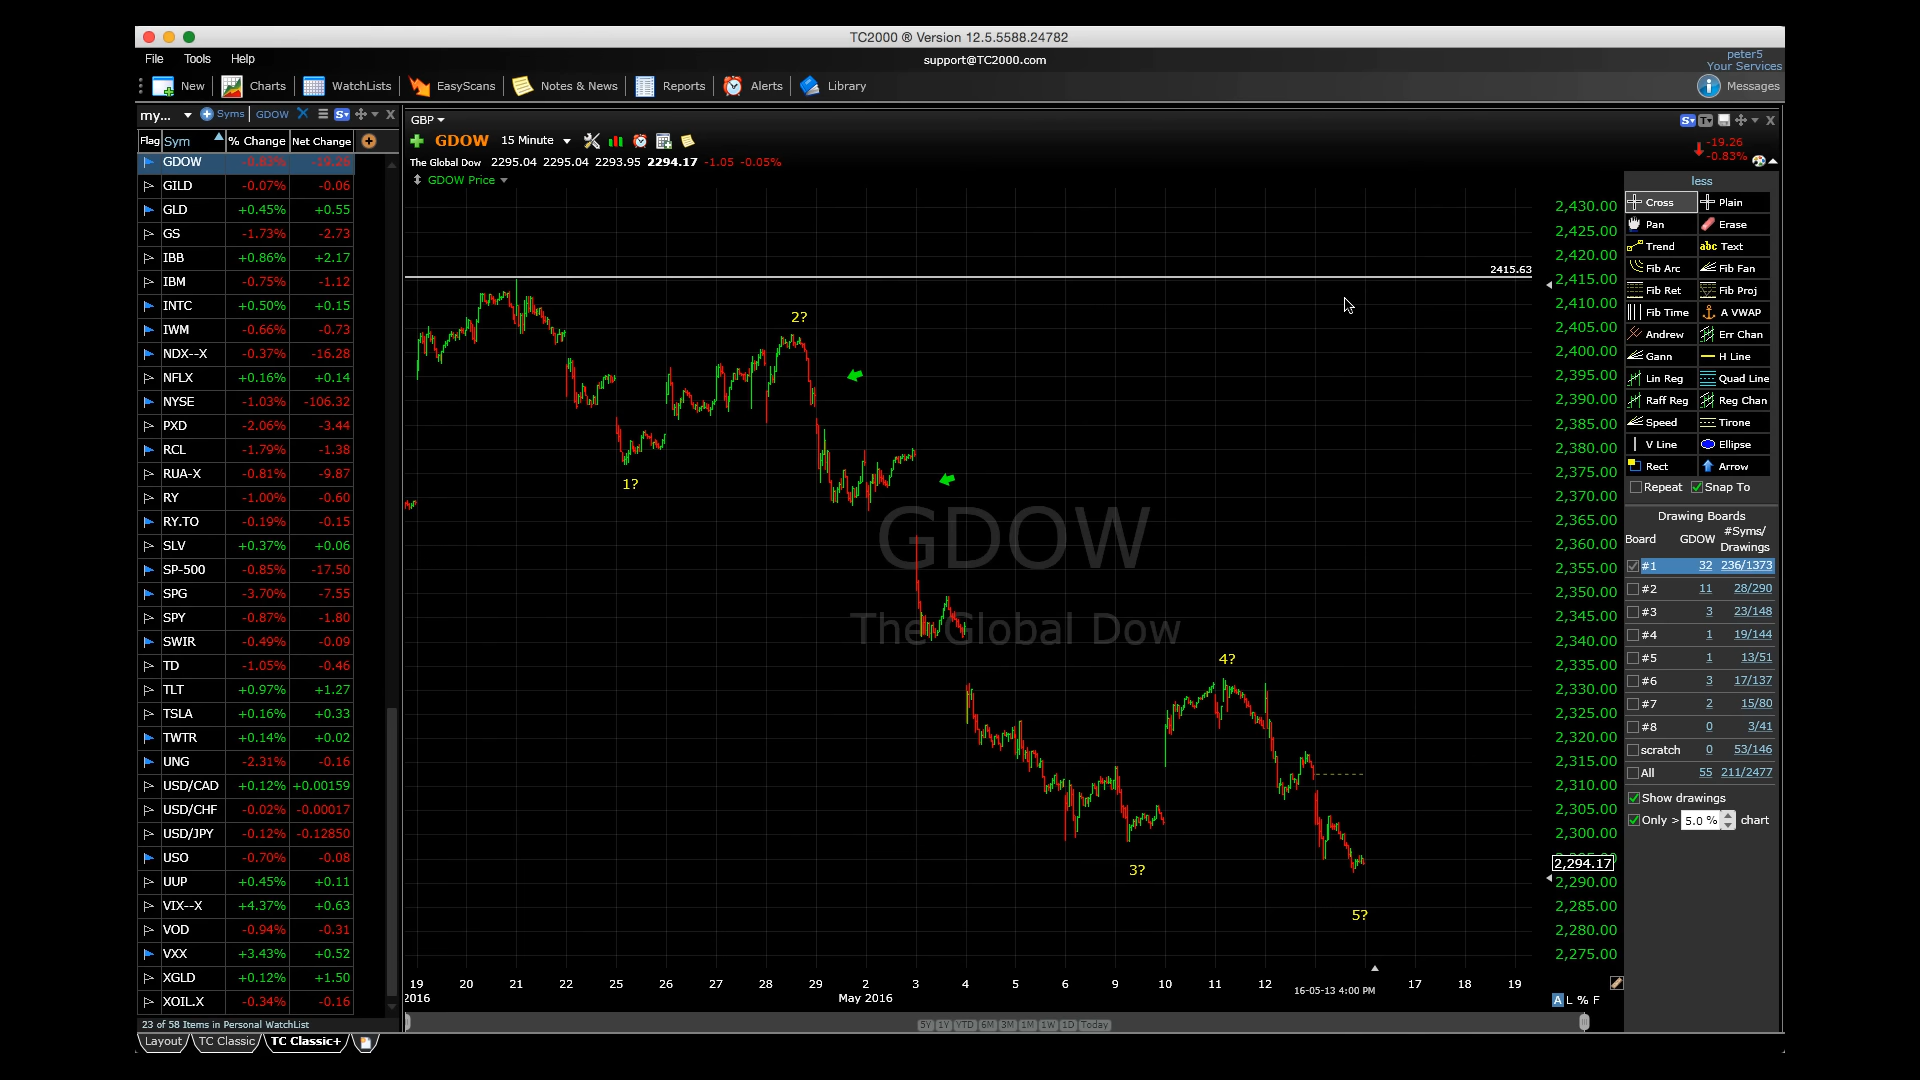 TC2000 ® Version 12.5.5588.24782
File Tools Help
support@TC2000.com
peter5
Your Services
New Charts WatchLists EasyScans Notes & News Reports Alerts Library
Messages
my... Syms GDOW
Flag Sym % Change Net Change
GDOW -0.83% -19.26
GILD -0.07% -0.06
GLD +0.45% +0.55
GS -1.73% -2.73
IBB +0.86% +2.17
IBM -0.75% -1.12
INTC +0.50% +0.15
IWM -0.66% -0.73
NDX--X -0.37% -16.28
NFLX +0.16% +0.14
NYSE -1.03% -106.32
PXD -2.06% -3.44
RCL -1.79% -1.38
RUA-X -0.81% -9.87
RY -1.00% -0.60
RY.TO -0.19% -0.15
SLV +0.37% +0.06
SP-500 -0.85% -17.50
SPG -3.70% -7.55
SPY -0.87% -1.80
SWIR -0.49% -0.09
TD -1.05% -0.46
TLT +0.97% +1.27
TSLA +0.16% +0.33
TWTR +0.14% +0.02
UNG -2.31% -0.16
USD/CAD +0.12% +0.00159
USD/CHF -0.02% -0.00017
USD/JPY -0.12% -0.12850
USO -0.70% -0.08
UUP +0.45% +0.11
VIX--X +4.37% +0.63
VOD -0.94% -0.31
VXX +3.43% +0.52
XGLD +0.12% +1.50
XOIL.X -0.34% -0.16
23 of 58 Items in Personal WatchList
Layout TC Classic TC Classic+
GBP
GDOW 15 Minute
The Global Dow 2295.04 2295.04 2293.95 2294.17 -1.05 -0.05%
GDOW Price
-19.26
-0.83%
2415.63
2?
1?
4?
3?
5?
GDOW
The Global Dow
2,430.00
2,425.00
2,420.00
2,415.00
2,410.00
2,405.00
2,400.00
2,395.00
2,390.00
2,385.00
2,380.00
2,375.00
2,370.00
2,365.00
2,360.00
2,355.00
2,350.00
2,345.00
2,340.00
2,335.00
2,330.00
2,325.00
2,320.00
2,315.00
2,310.00
2,305.00
2,300.00
2,294.17
2,290.00
2,285.00
2,280.00
2,275.00
19 20 21 22 25 26 27 28 29 2 3 4 5 6 9 10 11 12 17 18 19
2016 May 2016 16-05-13 4:00 PM
A L % F
5Y 1Y YTD 6M 3M 1M 1W 1D Today
less
Cross Plain
Pan Erase
Trend abc Text
Fib Arc Fib Fan
Fib Ret Fib Proj
Fib Time A VWAP
Andrew Err Chan
Gann H Line
Lin Reg Quad Line
Raff Reg Reg Chan
Speed Tirone
V Line Ellipse
Rect Arrow
Repeat Snap To
Drawing Boards
Board GDOW #Syms/
Drawings
#1 32 236/1373
#2 11 28/290
#3 3 23/148
#4 1 19/144
#5 1 13/51
#6 3 17/137
#7 2 15/80
#8 0 3/41
scratch 0 53/146
All 55 211/2477
Show drawings
Only > 5.0 % chart